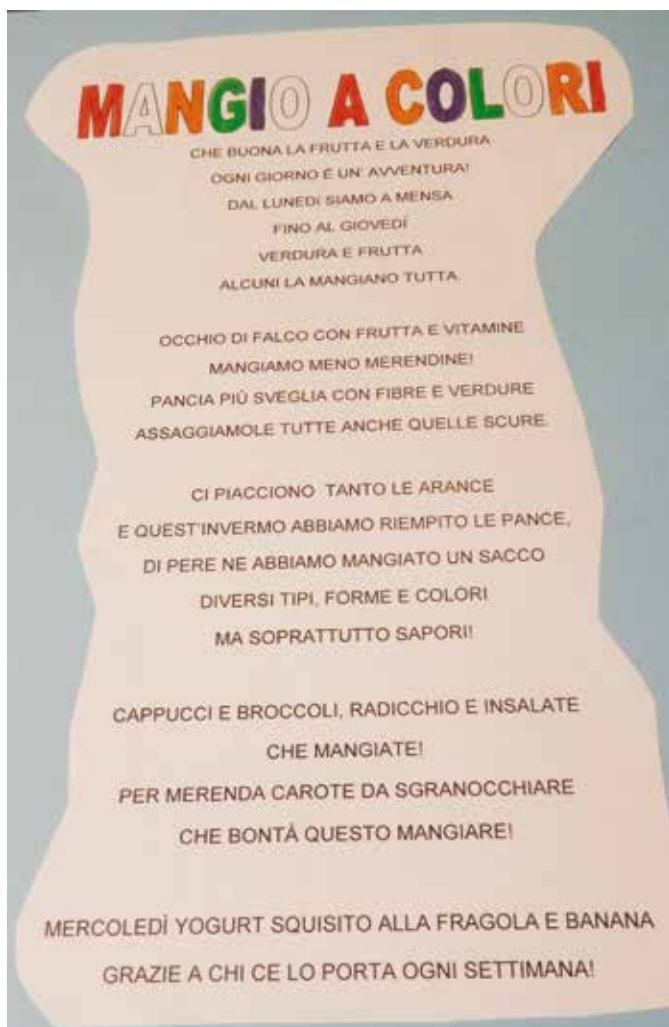 MANGIO A COLORI
CHE BUONA LA FRUTTA E LA VERDURA
OGNI GIORNO È UN' AVVENTURA!
DAL LUNEDÌ SIAMO A MENSA
FINO AL GIOVEDÌ
VERDURA E FRUTTA
ALCUNI LA MANGIANO TUTTA.
OCCHIO DI FALCO CON FRUTTA E VITAMINE
MANGIAMO MENO MERENDINE!
PANCIA PIÙ SVEGLIA CON FIBRE E VERDURE
ASSAGGIAMOLE TUTTE ANCHE QUELLE SCURE.
CI PIACCIONO TANTO LE ARANCE
E QUEST'INVERMO ABBIAMO RIEMPITO LE PANCE,
DI PERE NE ABBIAMO MANGIATO UN SACCO
DIVERSI TIPI, FORME E COLORI
MA SOPRATTUTTO SAPORI!
CAPPUCCI E BROCCOLI, RADICCHIO E INSALATE
CHE MANGIATE!
PER MERENDA CAROTE DA SGRANOCCHIARE
CHE BONTÀ QUESTO MANGIARE!
MERCOLEDÌ YOGURT SQUISITO ALLA FRAGOLA E BANANA
GRAZIE A CHI CE LO PORTA OGNI SETTIMANA!